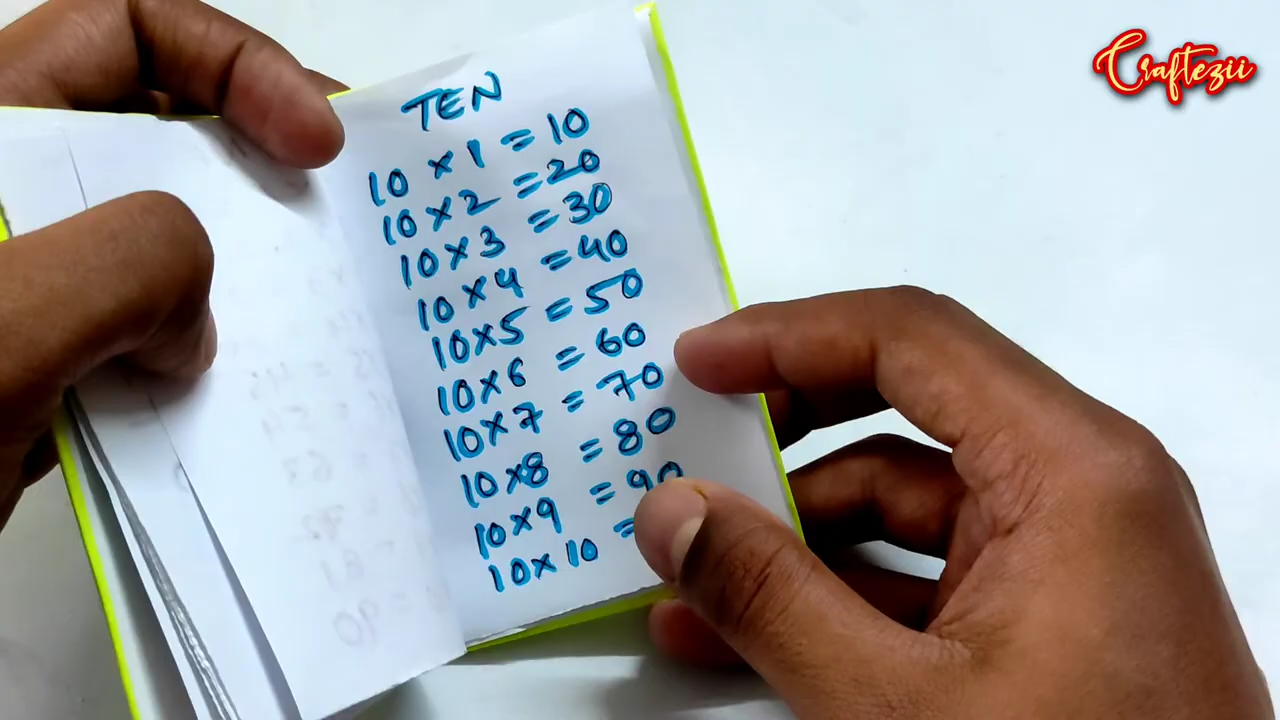 Craftezii
TEN
10 × 1 = 10
10 × 2 = 20
10 × 3 = 30
10 × 4 = 40
10 × 5 = 50
10 × 6 = 60
10 × 7 = 70
10 × 8 = 80
10 × 9 = 90
10 × 10 =